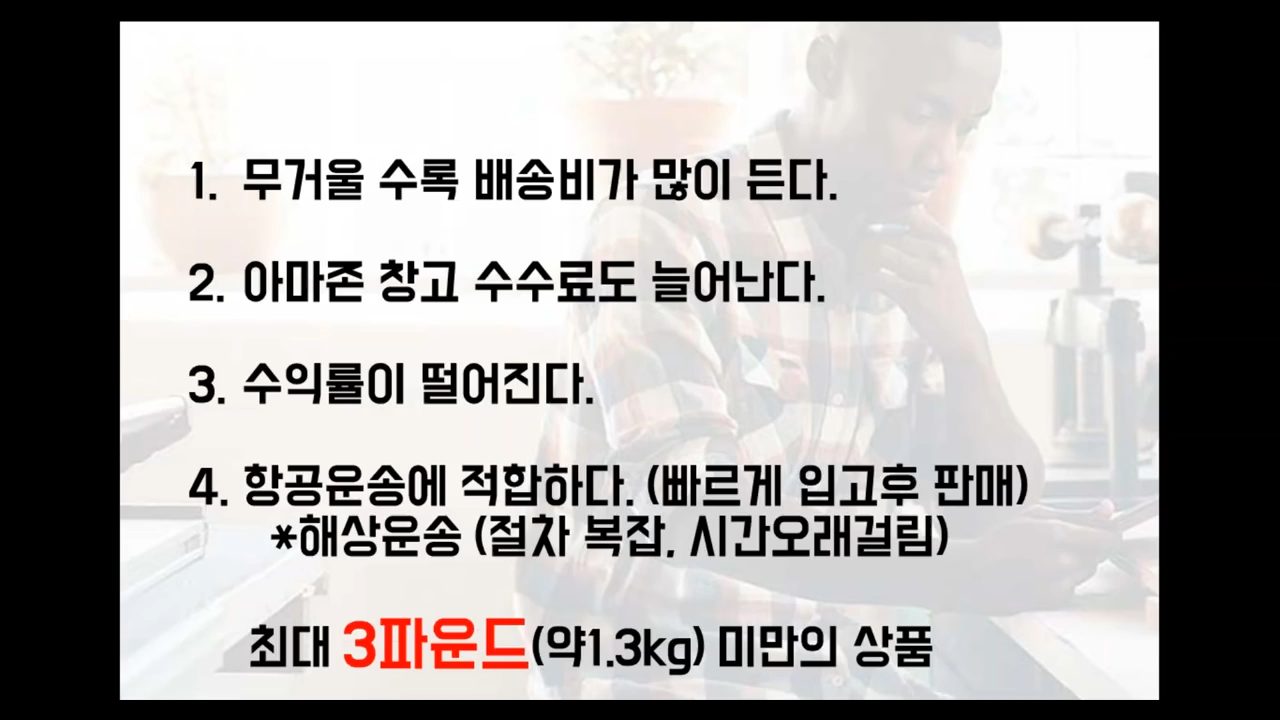 1. 무거울 수록 배송비가 많이 든다.
2. 아마존 창고 수수료도 늘어난다.
3. 수익률이 떨어진다.
4. 항공운송에 적합하다. (빠르게 입고후 판매)
*해상운송 (절차 복잡, 시간오래걸림)
최대 3파운드(약1.3kg) 미만의 상품